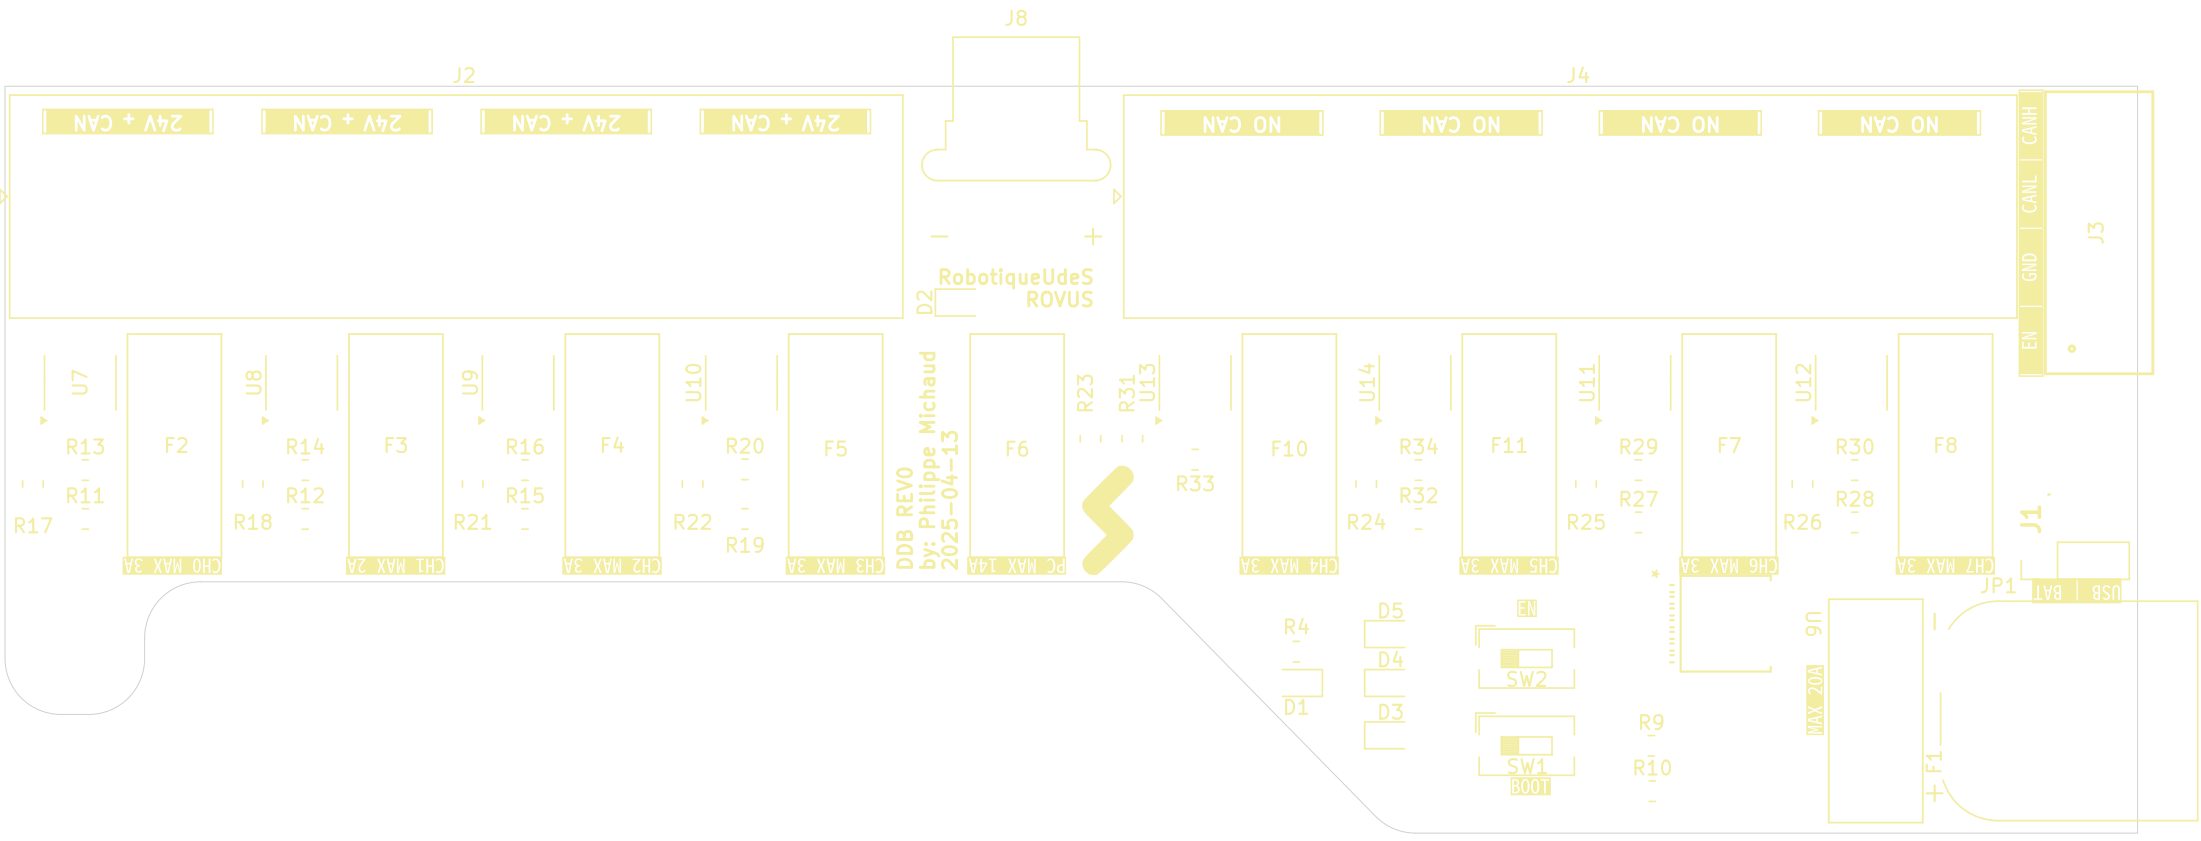 J8
J2
J4
24V + CAN
24V + CAN
24V + CAN
24V + CAN
NO CAN
NO CAN
NO CAN
NO CAN
CANH
CANL
GND
EN
J3
- +
RobotiqueUdeS
ROVUS
D2
U7
U8
U9
U10
R23
R31
U13
U14
U11
U12
R13
F2
R14
F3
R16
F4
R20
F5
F6
F10
R34
F11
R29
F7
R30
F8
R11
R12
R15
R33
R32
R27
R28
R17
R18
R21
R22
R19
R24
R25
R26
J1
DDB REV0
by: Philippe Michaud
2025-04-13
CH0 MAX 3A
CH1 MAX 2A
CH2 MAX 3A
CH3 MAX 3A
PC MAX 14A
CH4 MAX 3A
CH5 MAX 3A
CH6 MAX 3A
CH7 MAX 3A
*
JP1
USB | BAT
EN
D5
R4
U6
-
D4
SW2
D1
D3
MAX 20A
R9
SW1
R10
F1
BOOT
+